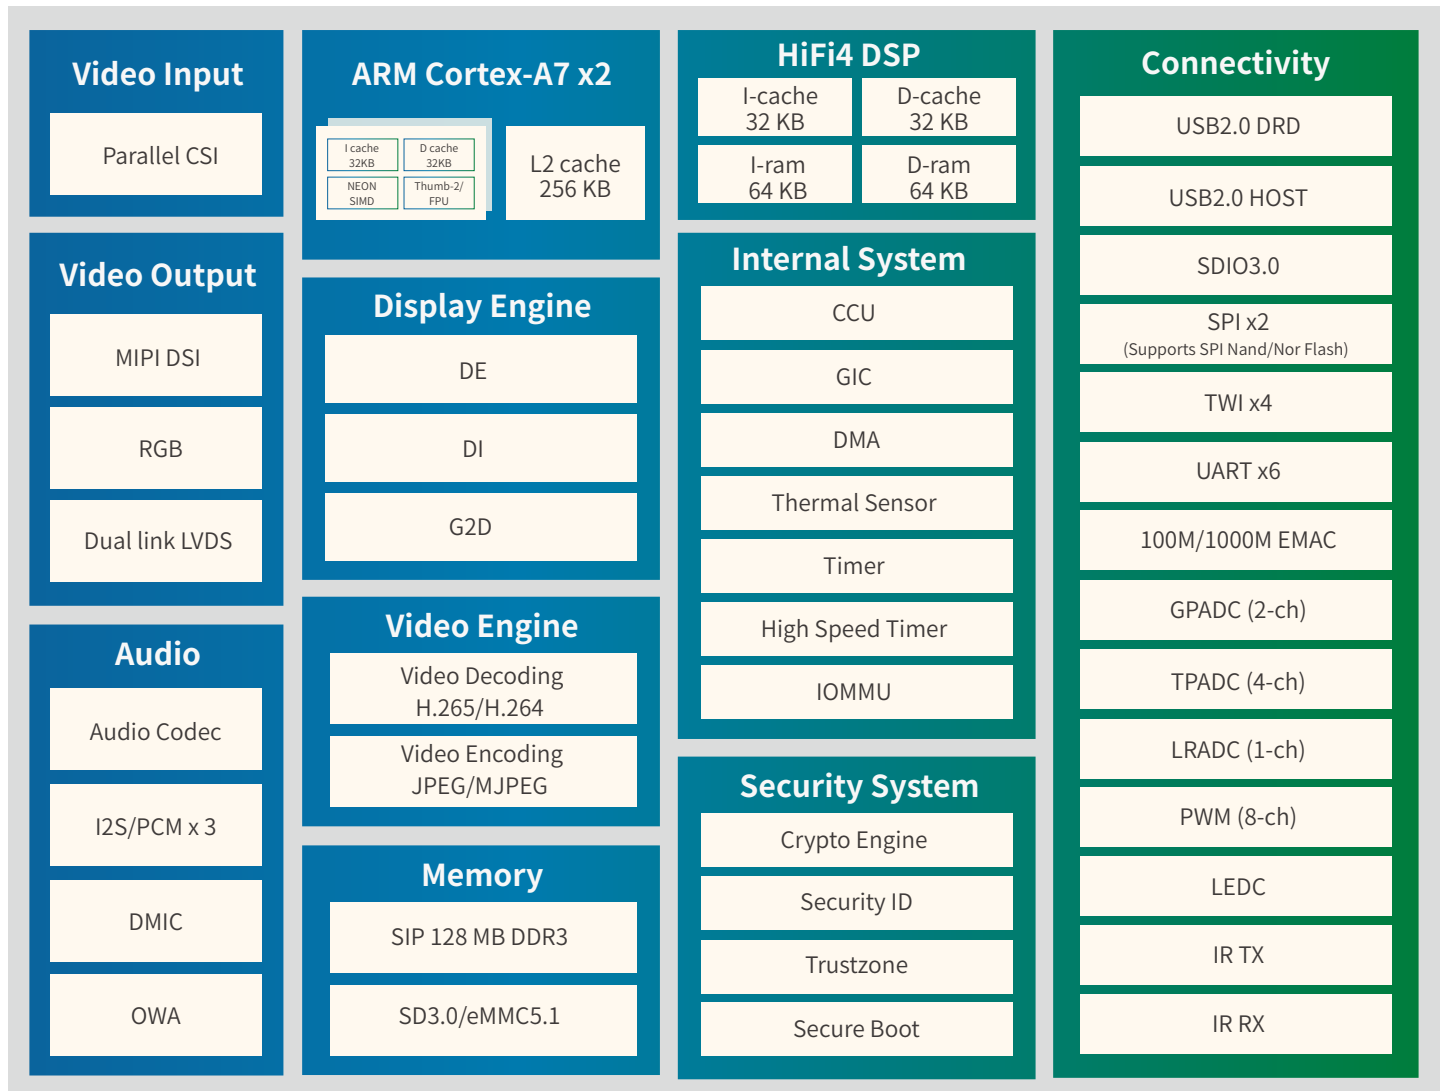 Video Input
Parallel CSI
Video Output
MIPI DSI
RGB
Dual link LVDS
Audio
Audio Codec
I2S/PCM x 3
DMIC
OWA
ARM Cortex-A7 x2
I cache
32KB
D cache
32KB
NEON
SIMD
Thumb-2/
FPU
L2 cache
256 KB
Display Engine
DE
DI
G2D
Video Engine
Video Decoding
H.265/H.264
Video Encoding
JPEG/MJPEG
Memory
SIP 128 MB DDR3
SD3.0/eMMC5.1
HiFi4 DSP
I-cache
32 KB
D-cache
32 KB
I-ram
64 KB
D-ram
64 KB
Internal System
CCU
GIC
DMA
Thermal Sensor
Timer
High Speed Timer
IOMMU
Security System
Crypto Engine
Security ID
Trustzone
Secure Boot
Connectivity
USB2.0 DRD
USB2.0 HOST
SDIO3.0
SPI x2
(Supports SPI Nand/Nor Flash)
TWI x4
UART x6
100M/1000M EMAC
GPADC (2-ch)
TPADC (4-ch)
LRADC (1-ch)
PWM (8-ch)
LEDC
IR TX
IR RX